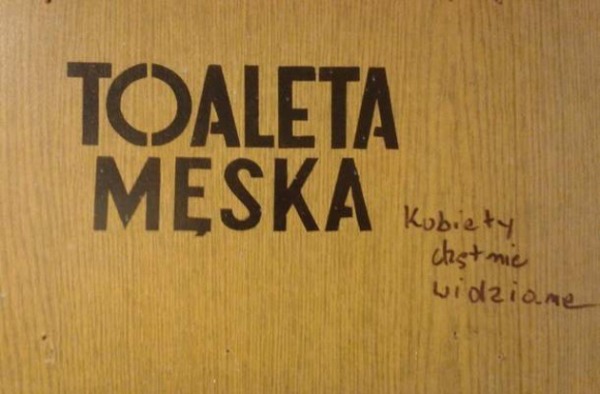 TOALETA
MĘSKA
Kobiety
chętnie
widziane